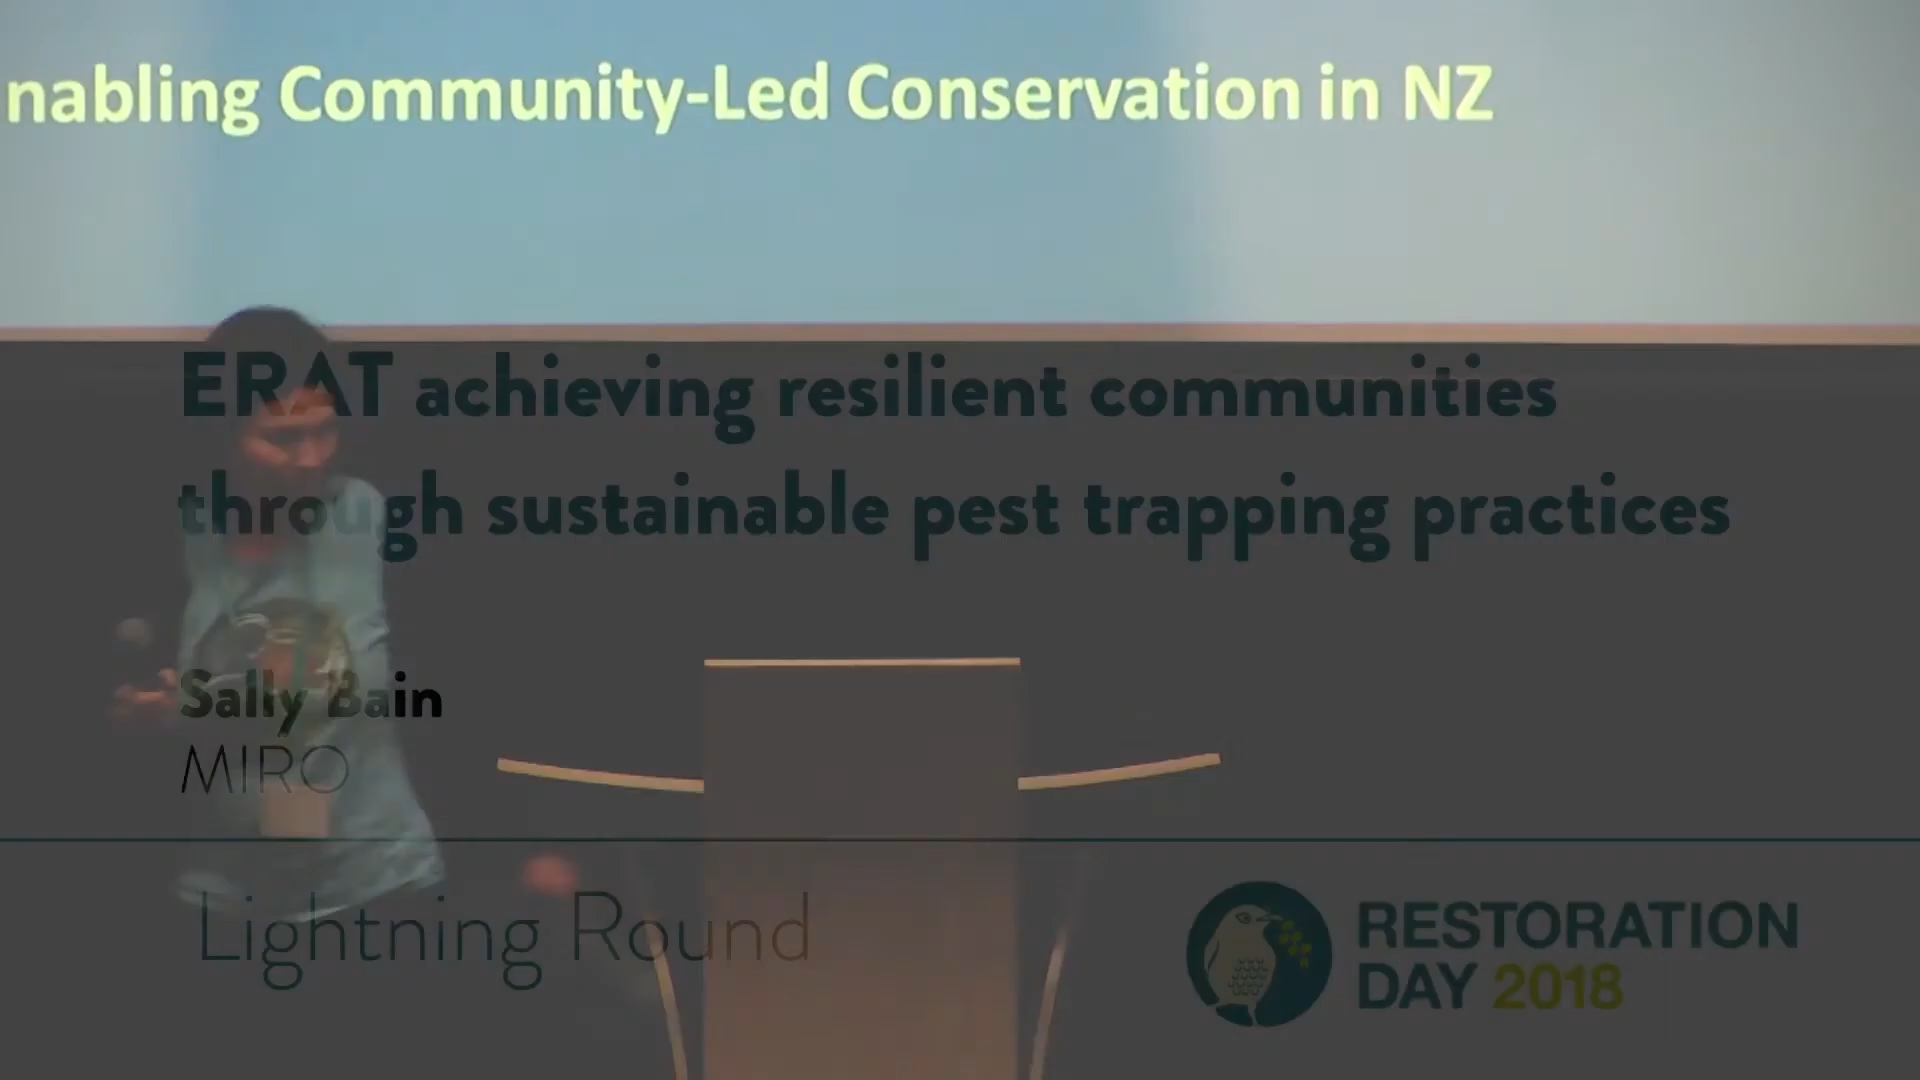 nabling Community-Led Conservation in NZ
ERAT achieving resilient communities
through sustainable pest trapping practices
Sally Bain
MIRO
Lightning Round
RESTORATION
DAY 2018